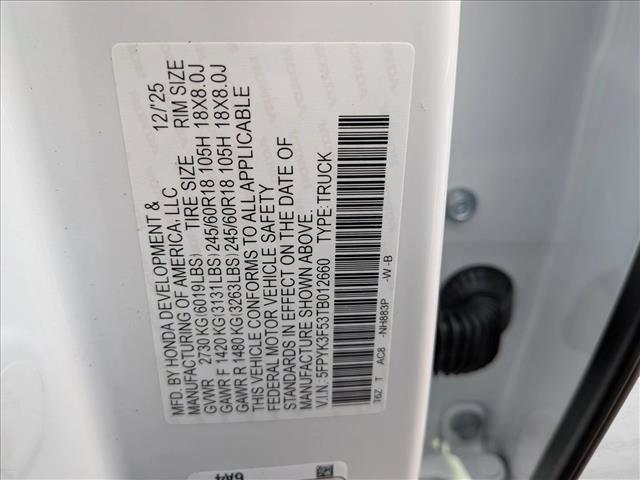 MFD. BY HONDA DEVELOPMENT &
MANUFACTURING OF AMERICA, LLC 12/'25
TIRE SIZE RIM SIZE
GVWR 2730 KG(6019LBS)
GAWR F 1420 KG(3131LBS)245/60R18 105H 18X8.0J
GAWR R 1480 KG(3263LBS)245/60R18 105H 18X8.0J
THIS VEHICLE CONFORMS TO ALL APPLICABLE
FEDERAL MOTOR VEHICLE SAFETY
STANDARDS IN EFFECT ON THE DATE OF
MANUFACTURE SHOWN ABOVE.
V.I.N.:5FPYK3F53TB012660 TYPE:TRUCK
T6Z T AC8 -NH883P -W -B